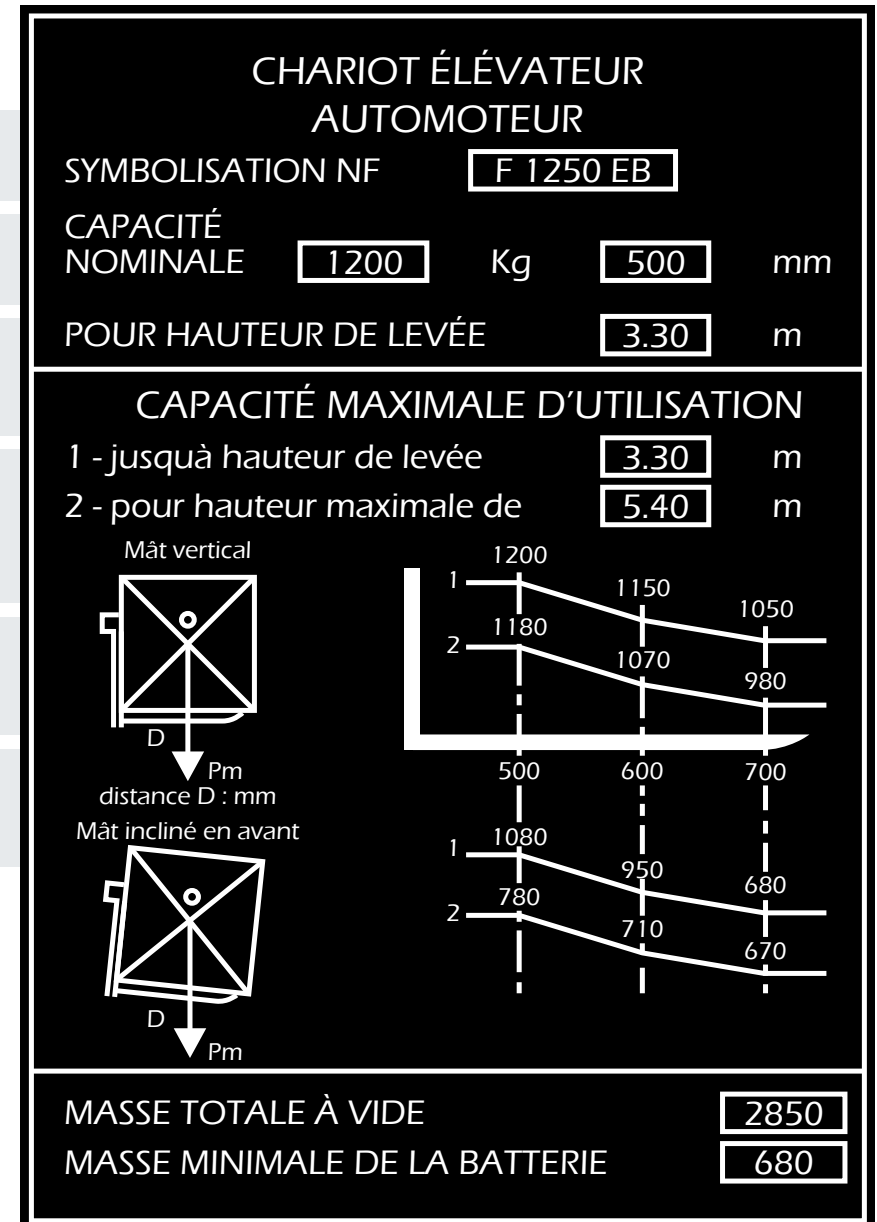 CHARIOT ÉLÉVATEUR
AUTOMOTEUR
SYMBOLISATION NF F 1250 EB
CAPACITÉ
NOMINALE 1200 Kg 500 mm
POUR HAUTEUR DE LEVÉE 3.30 m
CAPACITÉ MAXIMALE D'UTILISATION
1 - jusquà hauteur de levée 3.30 m
2 - pour hauteur maximale de 5.40 m
Mât vertical
D
Pm
distance D : mm
1200
1 1150 1050
1180
2 1070 980
500 600 700
Mât incliné en avant
D
Pm
1080
1 950 680
780
2 710 670
MASSE TOTALE À VIDE 2850
MASSE MINIMALE DE LA BATTERIE 680